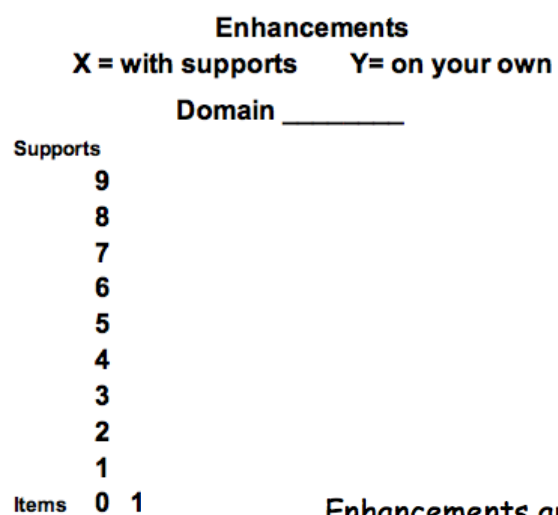 Enhancements
X = with supports Y= on your own
Domain ________
Supports
9
8
7
6
5
4
3
2
1
Items 0 1
Enhancements